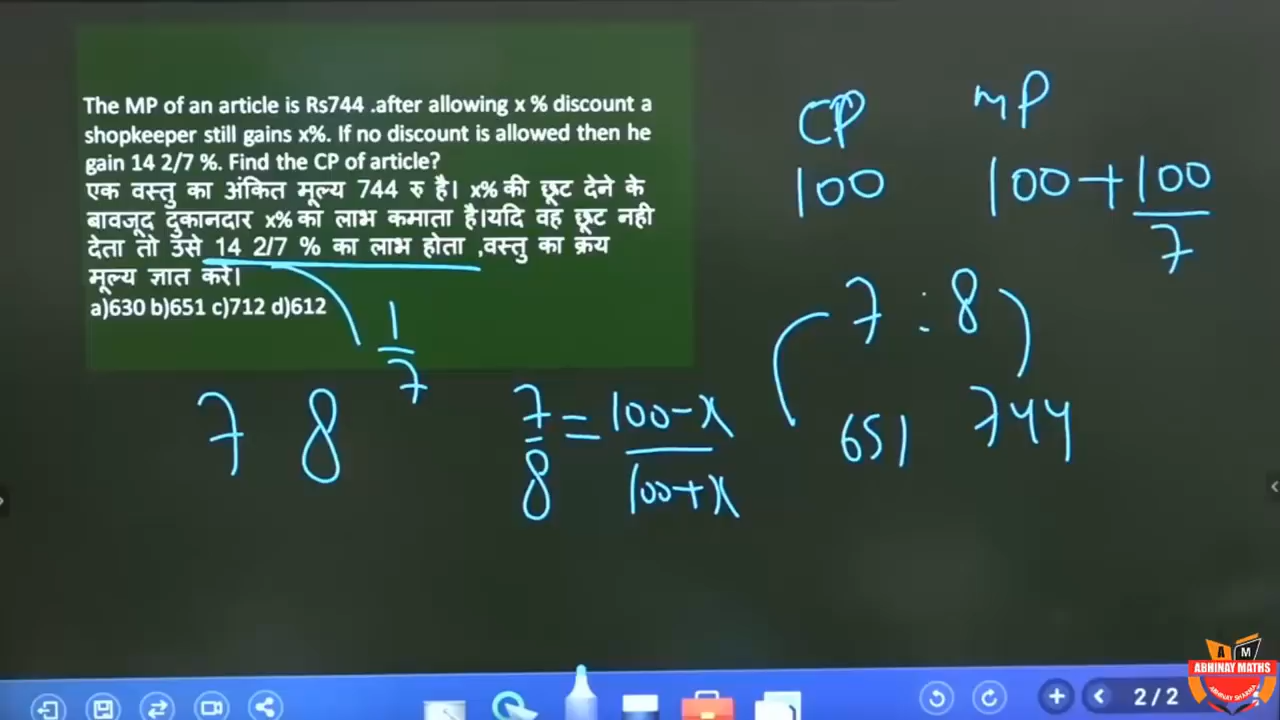 The MP of an article is Rs744 .after allowing x % discount a
shopkeeper still gains x%. If no discount is allowed then he
gain 14 2/7 %. Find the CP of article?
एक वस्तु का अंकित मूल्य 744 रु है। x% की छूट देने के
बावजूद दुकानदार x% का लाभ कमाता है।यदि वह छूट नही
देता तो उसे 14 2/7 % का लाभ होता ,वस्तु का क्रय
मूल्य ज्ञात करें।
a)630 b)651 c)712 d)612
1/7
7 8
7/8 = 100-x/100+x
CP MP
100 100+100/7
7 : 8
651 744
2 / 2
A M
ABHINAY MATHS
ABHINAY SHARMA